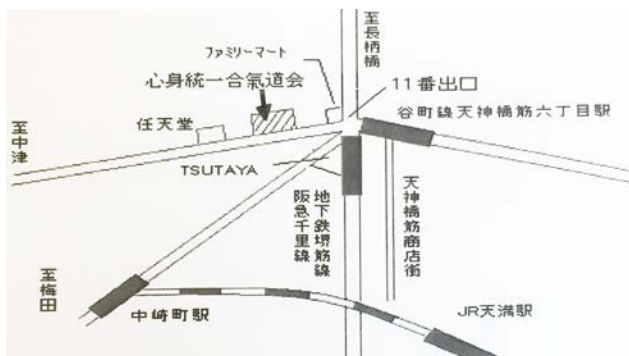 至長柄橋
ファミリーマート
心身統一合氣道会
11番出口
谷町線天神橋筋六丁目駅
任天堂
至中津
TSUTAYA
地下鉄堺筋線
阪急千里線
天神橋筋商店街
至梅田
中崎町駅
JR天満駅